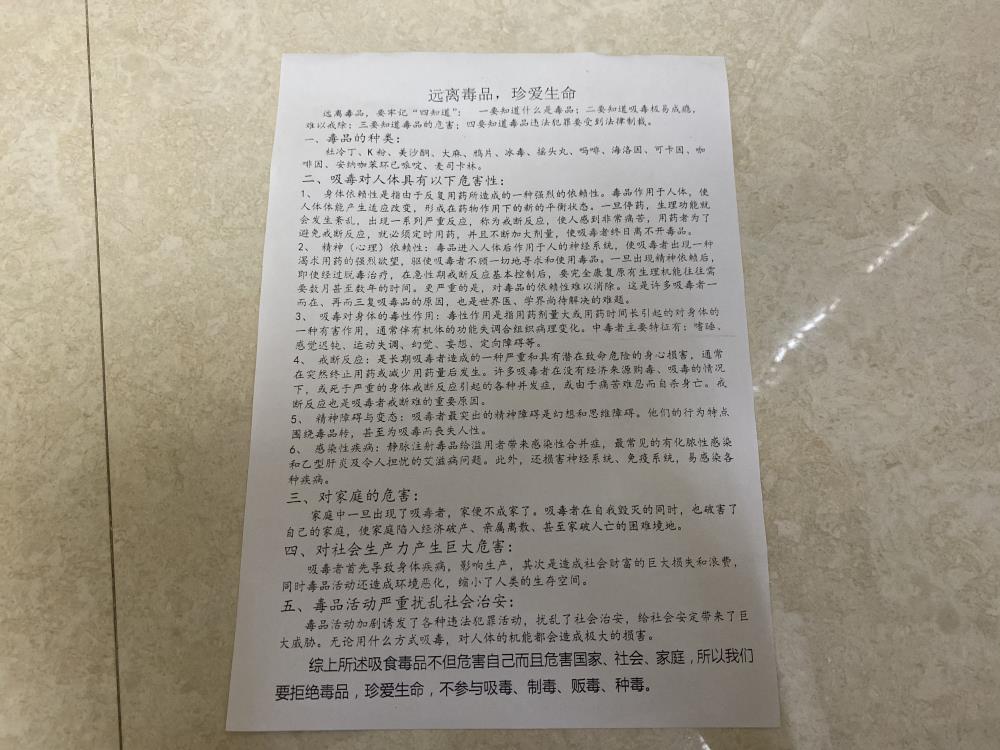 远离毒品，珍爱生命
远离毒品，要牢记“四知道”： 一要知道什么是毒品；二要知道吸毒极易成瘾，
难以戒除；三要知道毒品的危害；四要知道毒品违法犯罪要受到法律制裁。
一、毒品的种类：
杜冷丁、K粉、美沙酮、大麻、鸦片、冰毒、摇头丸、吗啡、海洛因、可卡因、咖
啡因、安纳咖苯环己哌啶、麦司卡林。
二、吸毒对人体具有以下危害性：
1、 身体依赖性是指由于反复用药所造成的一种强烈的依赖性。毒品作用于人体，使
人体体能产生适应改变，形成在药物作用下的新的平衡状态。一旦停药，生理功能就
会发生紊乱，出现一系列严重反应，称为戒断反应，使人感到非常痛苦，用药者为了
避免戒断反应，就必须定时用药，并且不断加大剂量，使吸毒者终日离不开毒品。
2、 精神（心理）依赖性：毒品进入人体后作用于人的神经系统，使吸毒者出现一种
渴求用药的强烈欲望，驱使吸毒者不顾一切地寻求和使用毒品。一旦出现精神依赖后，
即使经过脱毒治疗，在急性期戒断反应基本控制后，要完全康复原有生理机能往往需
要数月甚至数年的时间。更严重的是，对毒品的依赖性难以消除。这是许多吸毒者一
而在、再而三复吸毒品的原因，也是世界医、学界尚待解决的难题。
3、 吸毒对身体的毒性作用：毒性作用是指用药剂量大或用药时间长引起的对身体的
一种有害作用，通常伴有机体的功能失调合组织病理变化。中毒者主要特征有：嗜睡、
感觉迟钝、运动失调、幻觉、妄想、定向障碍等。
4、 戒断反应：是长期吸毒者造成的一种严重和具有潜在致命危险的身心损害，通常
在突然终止用药或减少用药量后发生。许多吸毒者在没有经济来源购毒、吸毒的情况
下，或死于严重的身体戒断反应引起的各种并发症，或由于痛苦难忍而自杀身亡。戒
断反应也是吸毒者戒断难的重要原因。
5、 精神障碍与变态：吸毒者最突出的精神障碍是幻想和思维障碍。他们的行为特点
围绕毒品转，甚至为吸毒而丧失人性。
6、 感染性疾病：静脉注射毒品给滥用者带来感染性合并症，最常见的有化脓性感染
和乙型肝炎及令人担忧的艾滋病问题。此外，还损害神经系统、免疫系统，易感染各
种疾病。
三、对家庭的危害：
家庭中一旦出现了吸毒者，家便不成家了。吸毒者在自我毁灭的同时，也破害了
自己的家庭，使家庭陷入经济破产、亲属离散、甚至家破人亡的困难境地。
四、对社会生产力产生巨大危害：
吸毒者首先导致身体疾病，影响生产，其次是造成社会财富的巨大损失和浪费，
同时毒品活动还造成环境恶化，缩小了人类的生存空间。
五、毒品活动严重扰乱社会治安：
毒品活动加剧诱发了各种违法犯罪活动，扰乱了社会治安，给社会安定带来了巨
大威胁。无论用什么方式吸毒，对人体的机能都会造成极大的损害。
综上所述吸食毒品不但危害自己而且危害国家、社会、家庭，所以我们
要拒绝毒品，珍爱生命，不参与吸毒、制毒、贩毒、种毒。